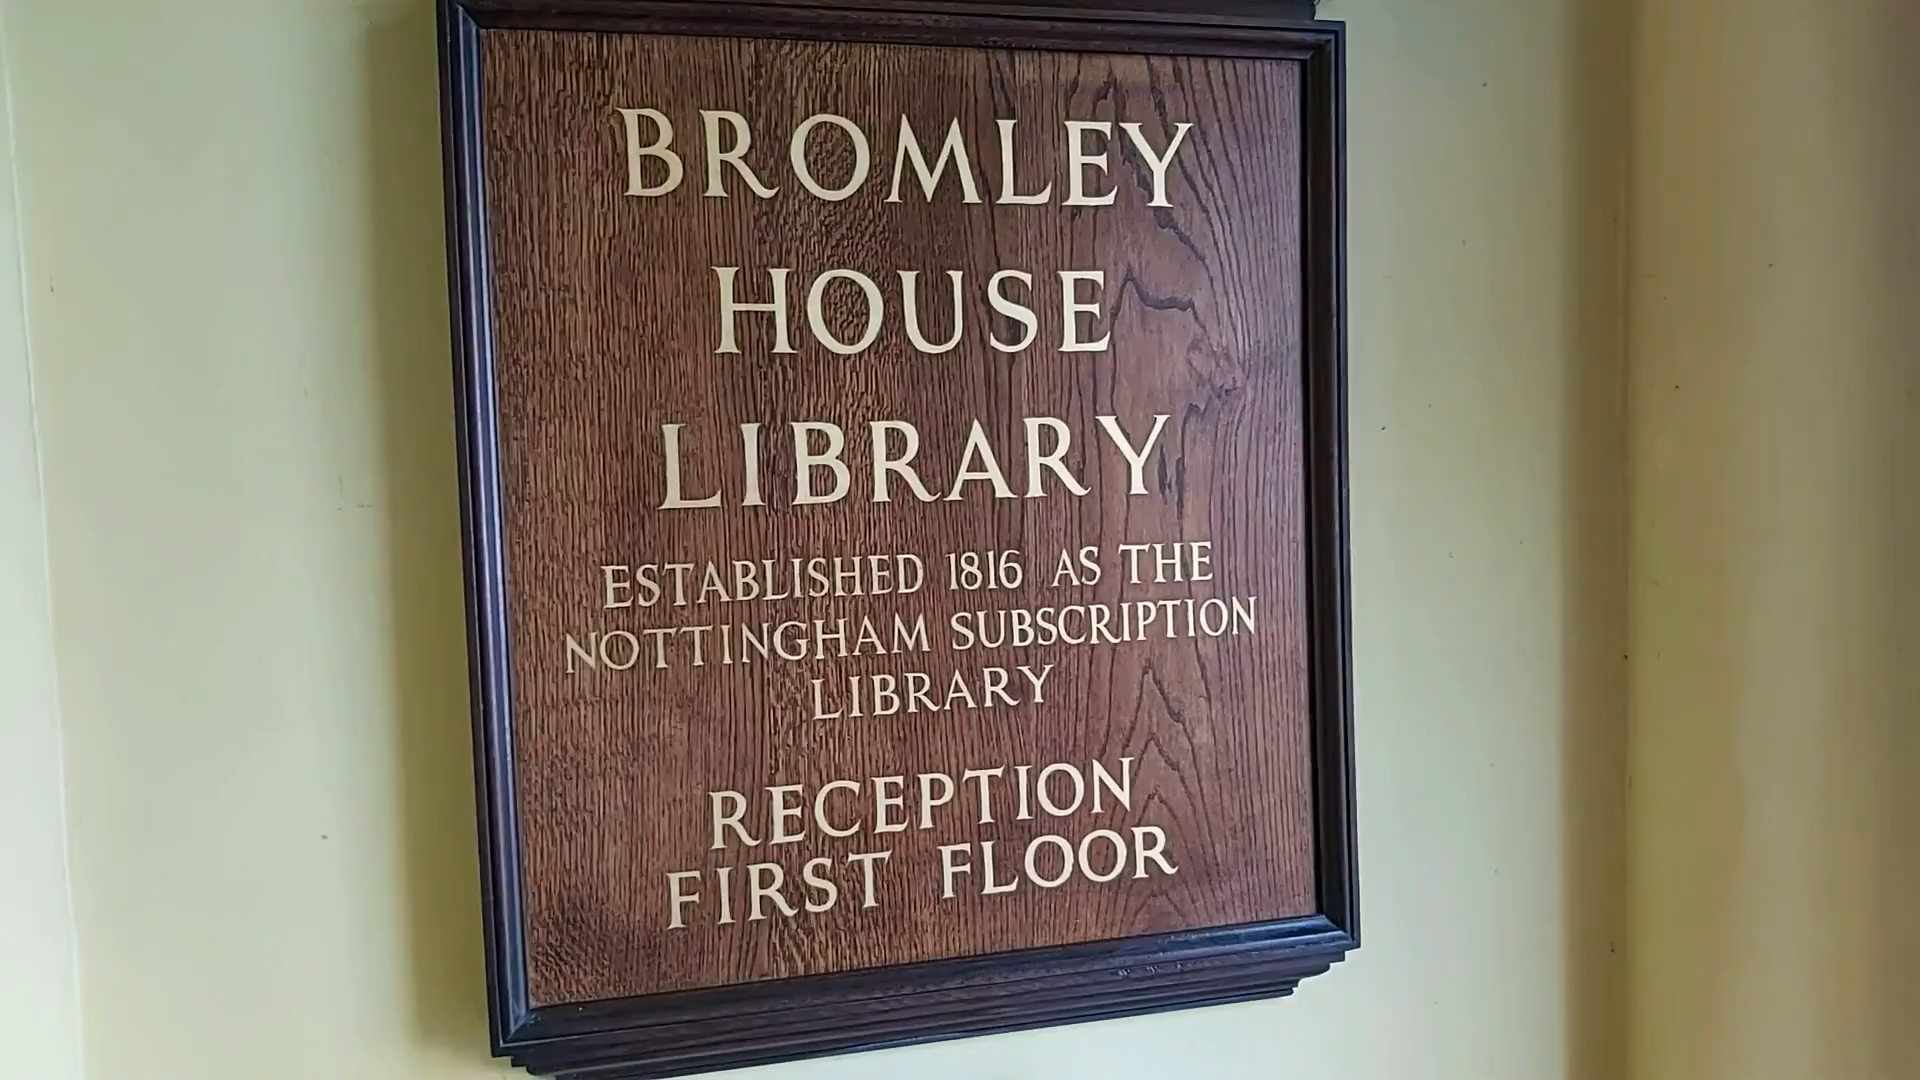 BROMLEY
HOUSE
LIBRARY
ESTABLISHED 1816 AS THE
NOTTINGHAM SUBSCRIPTION
LIBRARY
RECEPTION
FIRST FLOOR